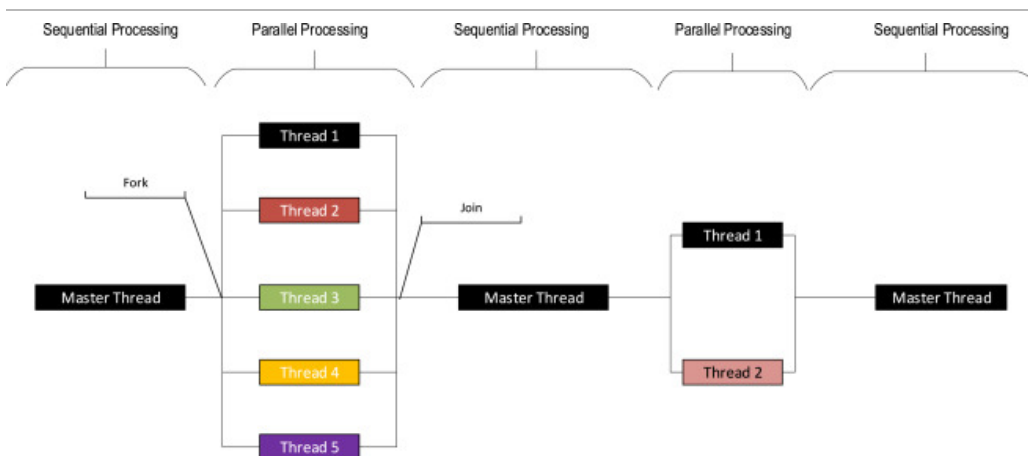 Sequential Processing
Parallel Processing
Sequential Processing
Parallel Processing
Sequential Processing
Thread 1
Fork
Thread 2
Join
Thread 1
Master Thread
Thread 3
Master Thread
Master Thread
Thread 4
Thread 2
Thread 5